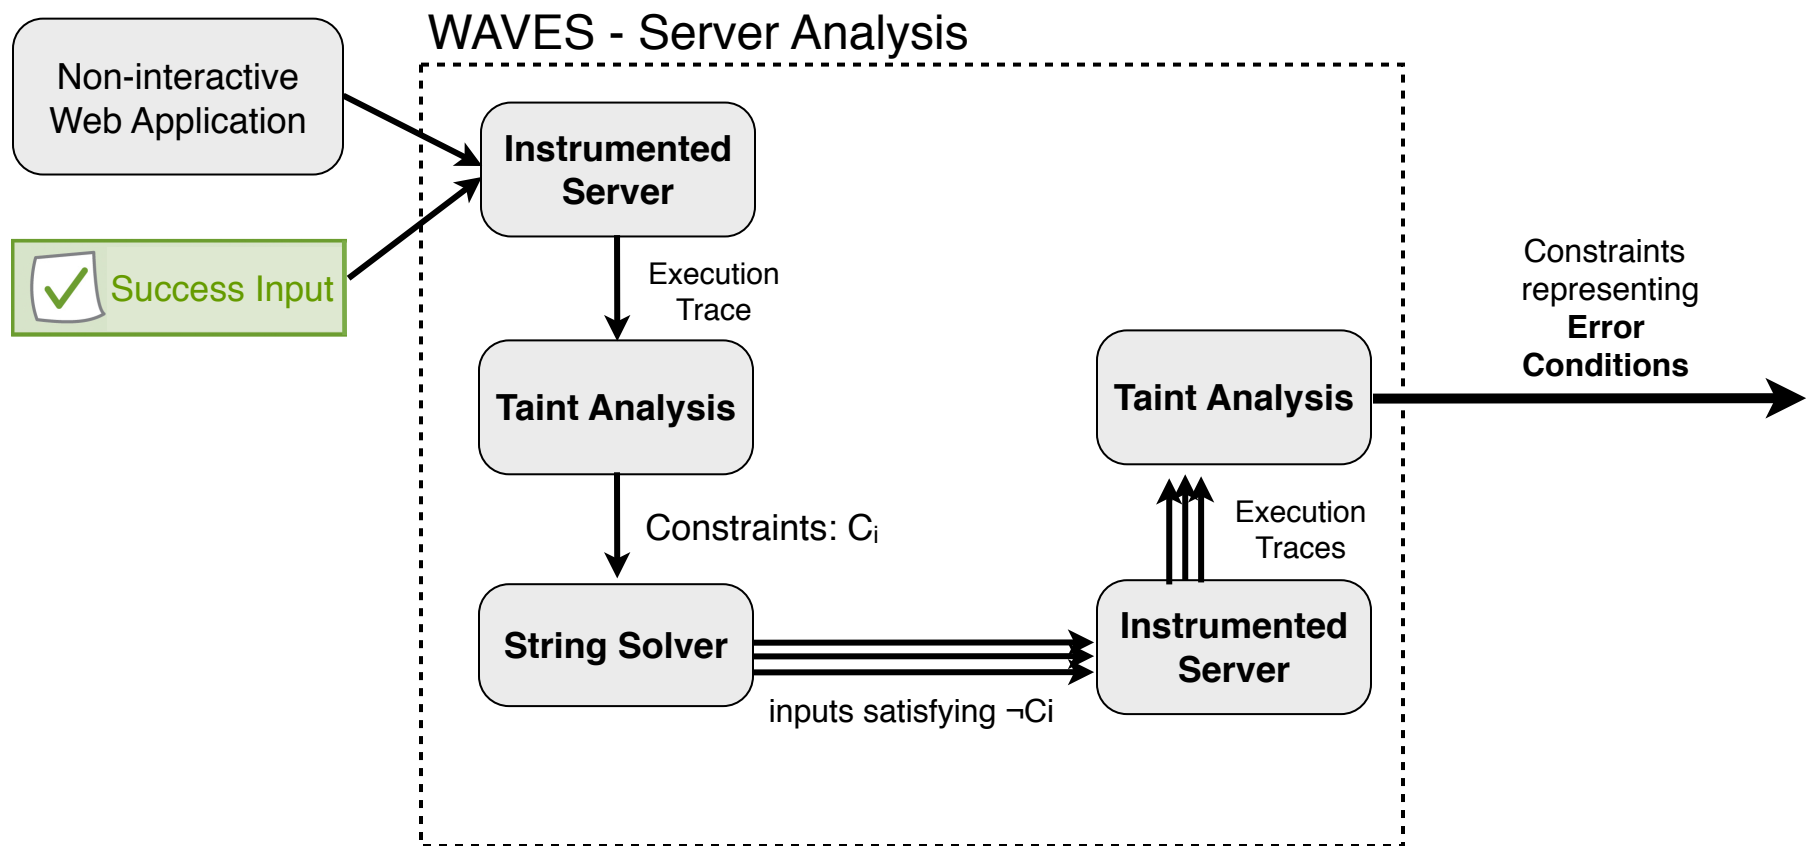 WAVES - Server Analysis
Non-interactive
Web Application
Success Input
Instrumented
Server
Execution
Trace
Taint Analysis
Constraints: Cᵢ
String Solver
inputs satisfying ¬Ci
Instrumented
Server
Execution
Traces
Taint Analysis
Constraints
representing
Error
Conditions